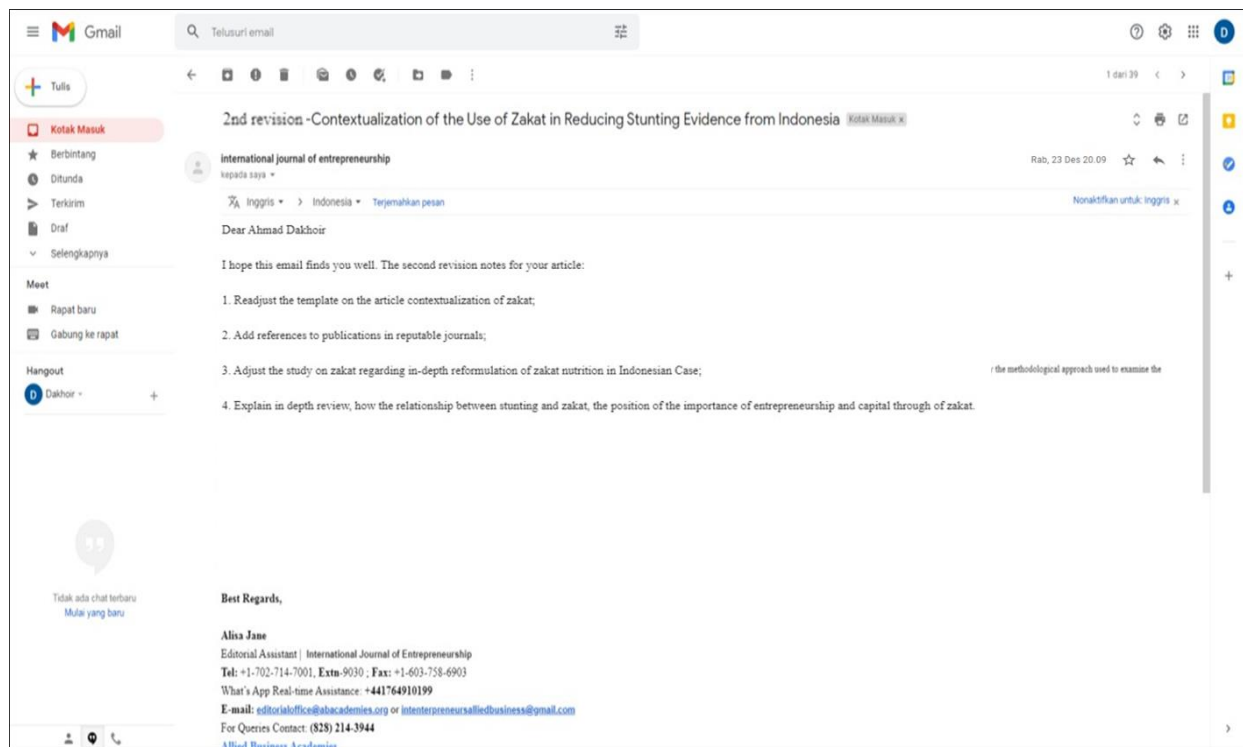 Gmail
Telusuri email
D
Tulis
1 dari 39
Kotak Masuk
Berbintang
Ditunda
Terkirim
Draf
Selengkapnya
Meet
Rapat baru
Gabung ke rapat
Hangout
D Dakhoir
Tidak ada chat terbaru
Mulai yang baru
2nd revision -Contextualization of the Use of Zakat in Reducing Stunting Evidence from Indonesia Kotak Masuk x
international journal of entrepreneurship
Rab, 23 Des 20.09
kepada saya
Inggris > Indonesia Terjemahkan pesan
Nonaktifkan untuk: Inggris x
Dear Ahmad Dakhoir
I hope this email finds you well. The second revision notes for your article:
1. Readjust the template on the article contextualization of zakat;
2. Add references to publications in reputable journals;
3. Adjust the study on zakat regarding in-depth reformulation of zakat nutrition in Indonesian Case;
the methodological approach used to examine the
4. Explain in depth review, how the relationship between stunting and zakat, the position of the importance of entrepreneurship and capital through of zakat.
Best Regards,
Alisa Jane
Editorial Assistant | International Journal of Entrepreneurship
Tel: +1-702-714-7001, Extn-9030 ; Fax: +1-603-758-6903
What's App Real-time Assistance: +441764910199
E-mail: editorialoffice@abacademies.org or intenterpreneursalliedbusiness@gmail.com
For Queries Contact: (828) 214-3944
Allied Business Academies